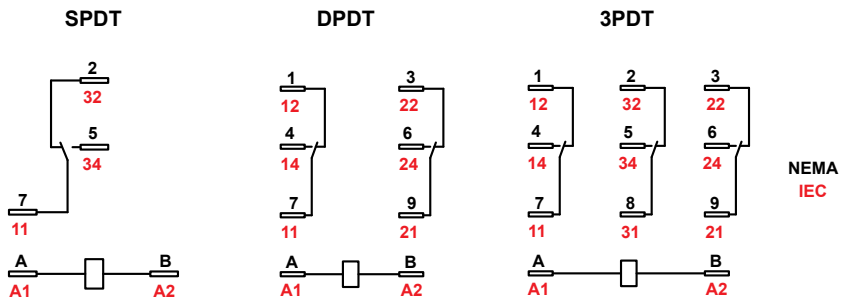 SPDT DPDT 3PDT
2 1 3 1 2 3
32 12 22 12 32 22
5 4 6 4 5 6
34 14 24 14 34 24
NEMA
IEC
7 7 9 7 8 9
11 11 21 11 31 21
A B A B A B
A1 A2 A1 A2 A1 A2